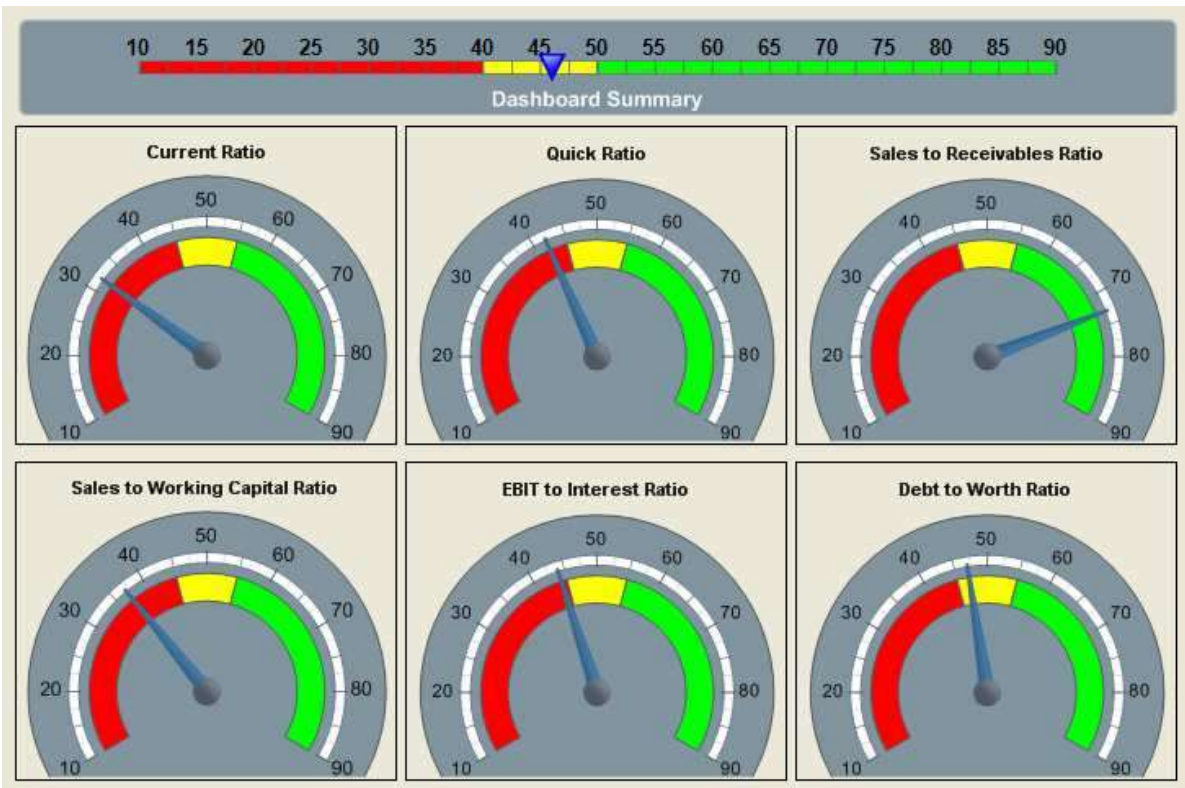 10 15 20 25 30 35 40 45 50 55 60 65 70 75 80 85 90
Dashboard Summary
Current Ratio
10 20 30 40 50 60 70 80 90
Quick Ratio
10 20 30 40 50 60 70 80 90
Sales to Receivables Ratio
10 20 30 40 50 60 70 80 90
Sales to Working Capital Ratio
10 20 30 40 50 60 70 80 90
EBIT to Interest Ratio
10 20 30 40 50 60 70 80 90
Debt to Worth Ratio
10 20 30 40 50 60 70 80 90